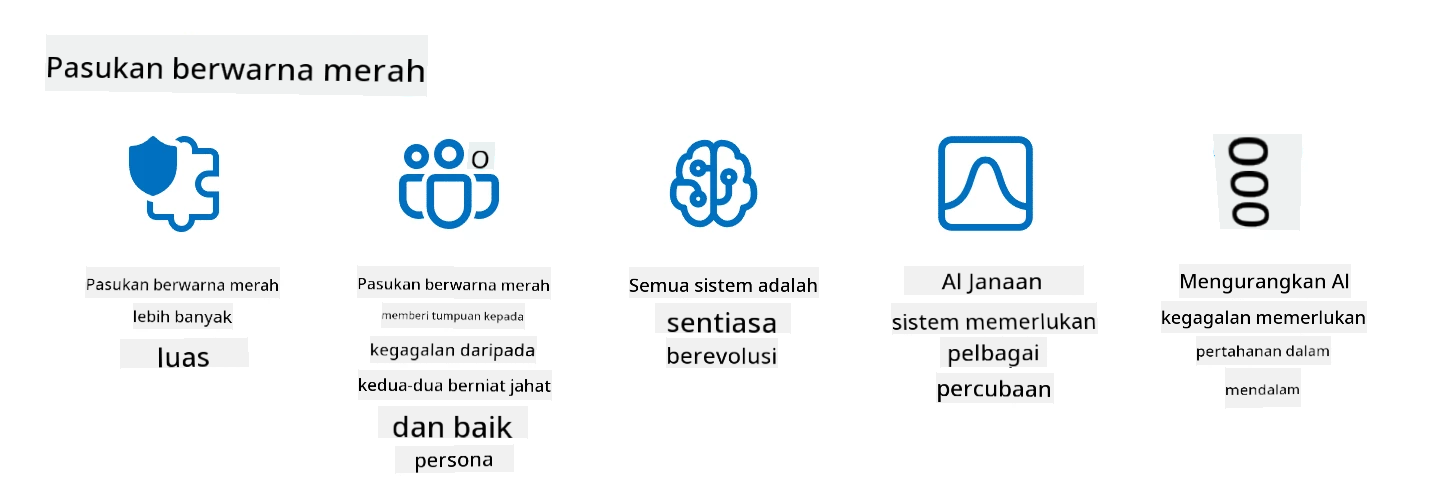 Pasukan berwarna merah
O
000
Pasukan berwarna merah
lebih banyak
luas
Pasukan berwarna merah
memberi tumpuan kepada
kegagalan daripada
kedua-dua berniat jahat
dan baik
persona
Semua sistem adalah
sentiasa
berevolusi
Al Janaan
sistem memerlukan
pelbagai
percubaan
Mengurangkan Al
kegagalan memerlukan
pertahanan dalam
mendalam